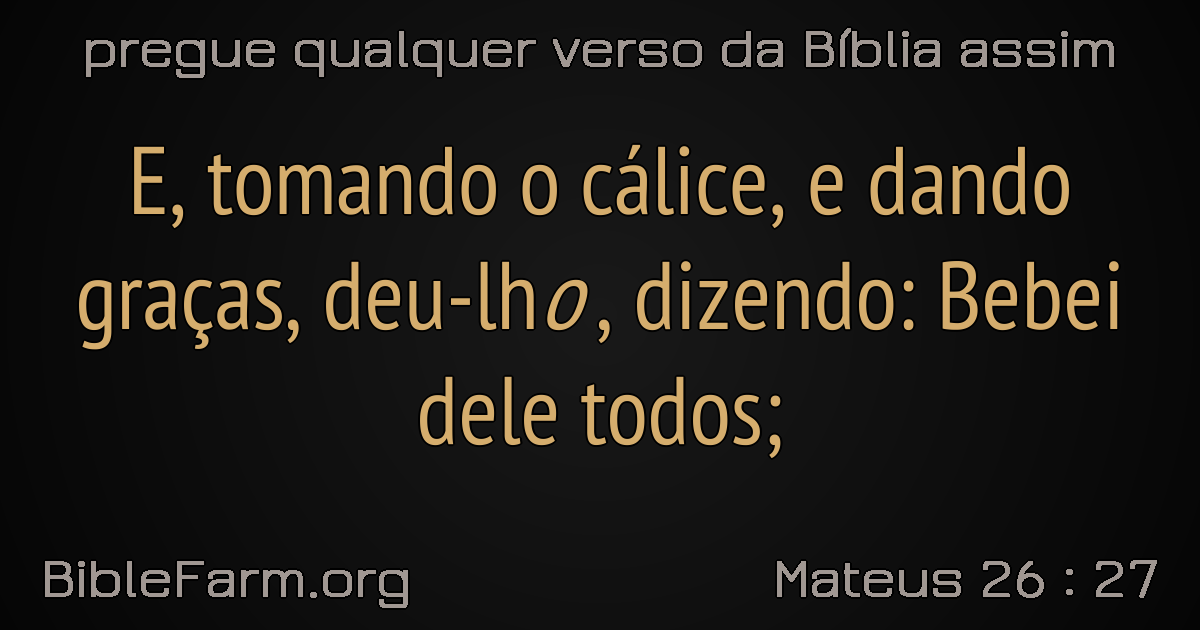 pregue qualquer verso da Bíblia assim
E, tomando o cálice, e dando
graças, deu-lho, dizendo: Bebei
dele todos;
BibleFarm.org
Mateus 26 : 27